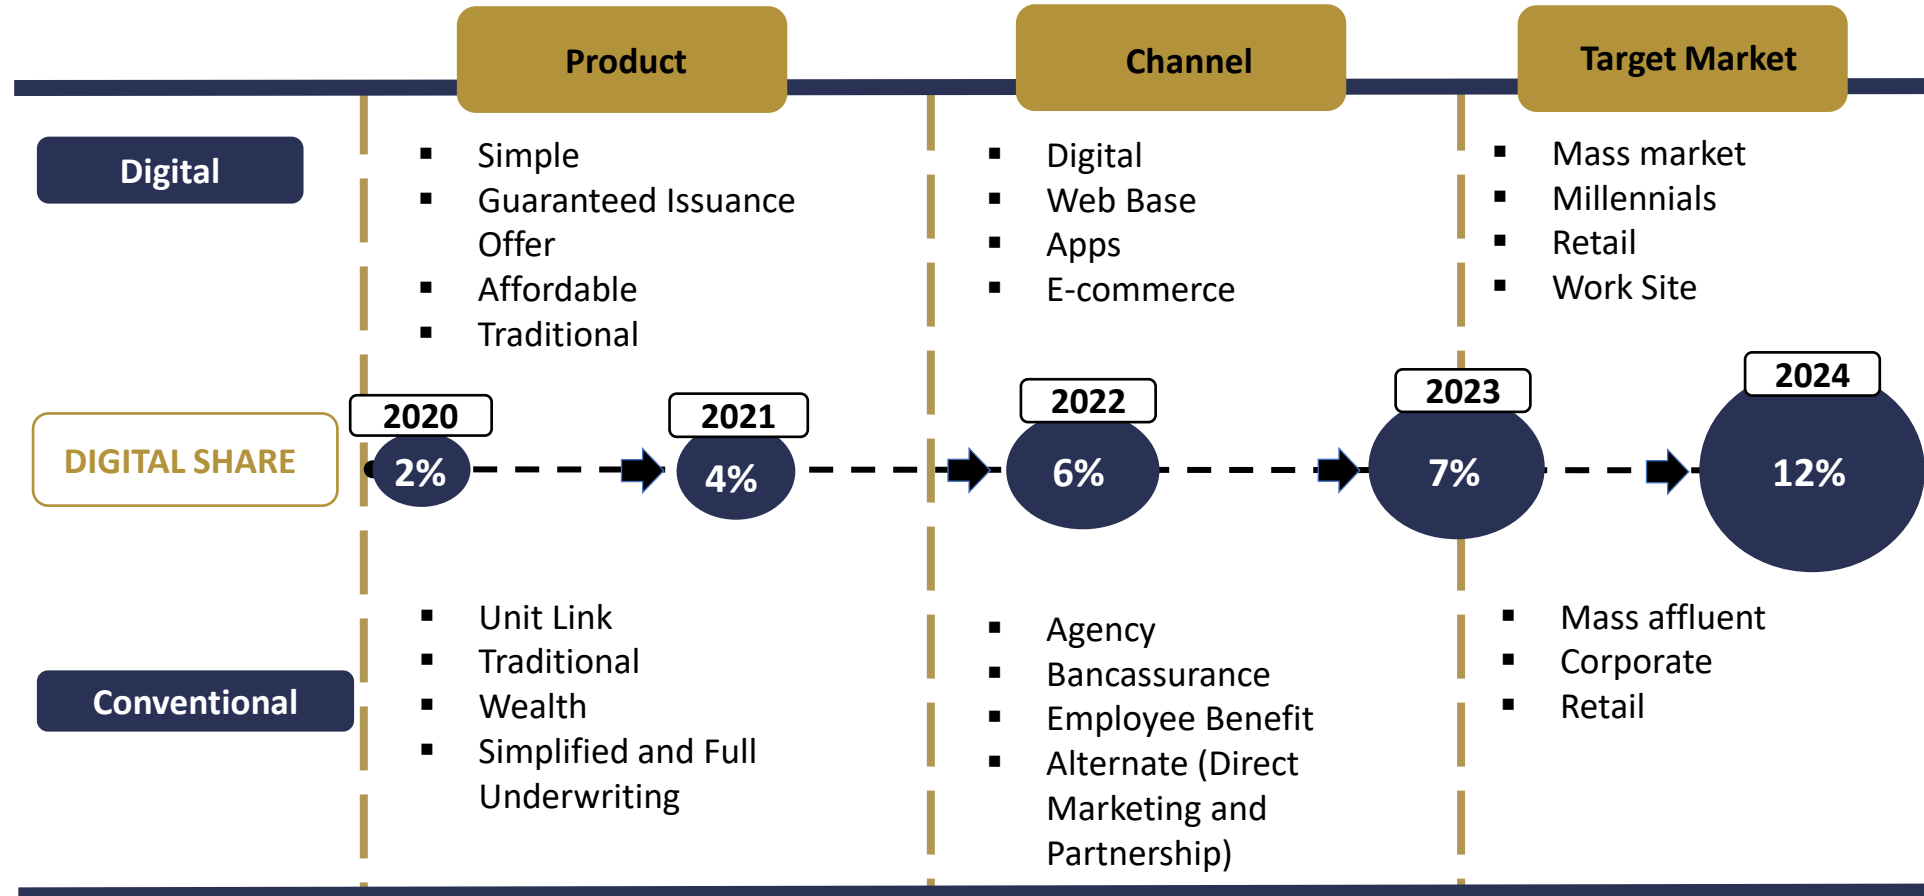 Product
Channel
Target Market
Digital
▪ Simple
▪ Guaranteed Issuance
Offer
▪ Affordable
▪ Traditional
▪ Digital
▪ Web Base
▪ Apps
▪ E-commerce
▪ Mass market
▪ Millennials
▪ Retail
▪ Work Site
DIGITAL SHARE
2020
2%
2021
4%
2022
6%
2023
7%
2024
12%
Conventional
▪ Unit Link
▪ Traditional
▪ Wealth
▪ Simplified and Full
Underwriting
▪ Agency
▪ Bancassurance
▪ Employee Benefit
▪ Alternate (Direct
Marketing and
Partnership)
▪ Mass affluent
▪ Corporate
▪ Retail